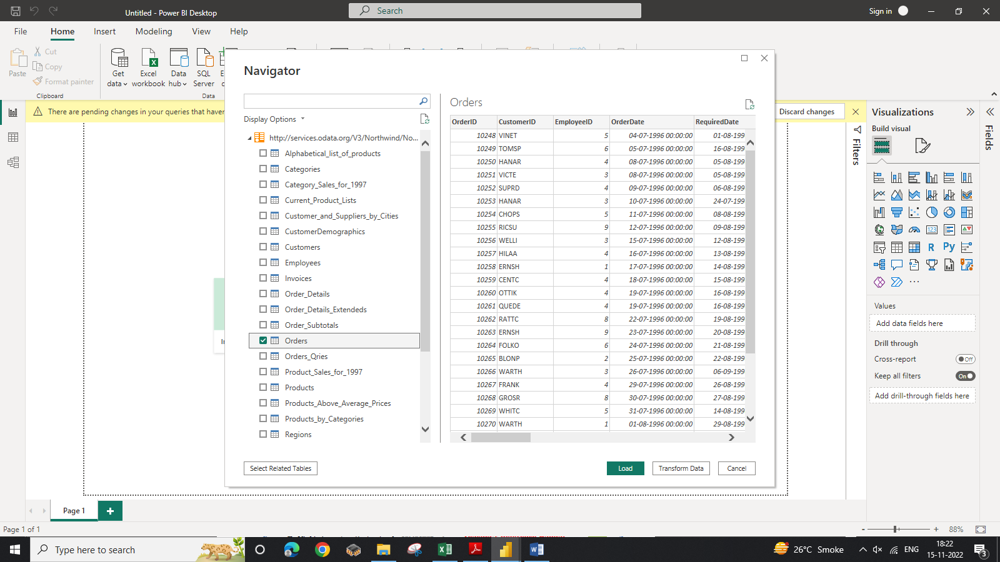 Untitled - Power BI Desktop
Search
Sign in
File Home Insert Modeling View Help
Paste
Cut
Copy
Format painter
Clipboard
Get data
Excel workbook
Data hub
SQL Server
Data
There are pending changes in your queries that haven
Discard changes
Navigator
Display Options
http://services.odata.org/V3/Northwind/No...
Alphabetical_list_of_products
Categories
Category_Sales_for_1997
Current_Product_Lists
Customer_and_Suppliers_by_Cities
CustomerDemographics
Customers
Employees
Invoices
Order_Details
Order_Details_Extendeds
Order_Subtotals
Orders
Orders_Qries
Product_Sales_for_1997
Products
Products_Above_Average_Prices
Products_by_Categories
Regions
Orders
OrderID CustomerID EmployeeID OrderDate RequiredDate
10248 VINET 5 04-07-1996 00:00:00 01-08-199
10249 TOMSP 6 05-07-1996 00:00:00 16-08-199
10250 HANAR 4 08-07-1996 00:00:00 05-08-199
10251 VICTE 3 08-07-1996 00:00:00 05-08-199
10252 SUPRD 4 09-07-1996 00:00:00 06-08-199
10253 HANAR 3 10-07-1996 00:00:00 24-07-199
10254 CHOPS 5 11-07-1996 00:00:00 08-08-199
10255 RICSU 9 12-07-1996 00:00:00 09-08-199
10256 WELLI 3 15-07-1996 00:00:00 12-08-199
10257 HILAA 4 16-07-1996 00:00:00 13-08-199
10258 ERNSH 1 17-07-1996 00:00:00 14-08-199
10259 CENTC 4 18-07-1996 00:00:00 15-08-199
10260 OTTIK 4 19-07-1996 00:00:00 16-08-199
10261 QUEDE 4 19-07-1996 00:00:00 16-08-199
10262 RATTC 8 22-07-1996 00:00:00 19-08-199
10263 ERNSH 9 23-07-1996 00:00:00 20-08-199
10264 FOLKO 6 24-07-1996 00:00:00 21-08-199
10265 BLONP 2 25-07-1996 00:00:00 22-08-199
10266 WARTH 3 26-07-1996 00:00:00 06-09-199
10267 FRANK 4 29-07-1996 00:00:00 26-08-199
10268 GROSR 8 30-07-1996 00:00:00 27-08-199
10269 WHITC 5 31-07-1996 00:00:00 14-08-199
10270 WARTH 1 01-08-1996 00:00:00 29-08-199
Select Related Tables
Load
Transform Data
Cancel
Filters
Visualizations
Build visual
123
R Py
Values
Add data fields here
Drill through
Cross-report Off
Keep all filters On
Add drill-through fields here
Fields
Page 1
Page 1 of 1
88%
Type here to search
26°C Smoke
ENG
18:22
15-11-2022
3